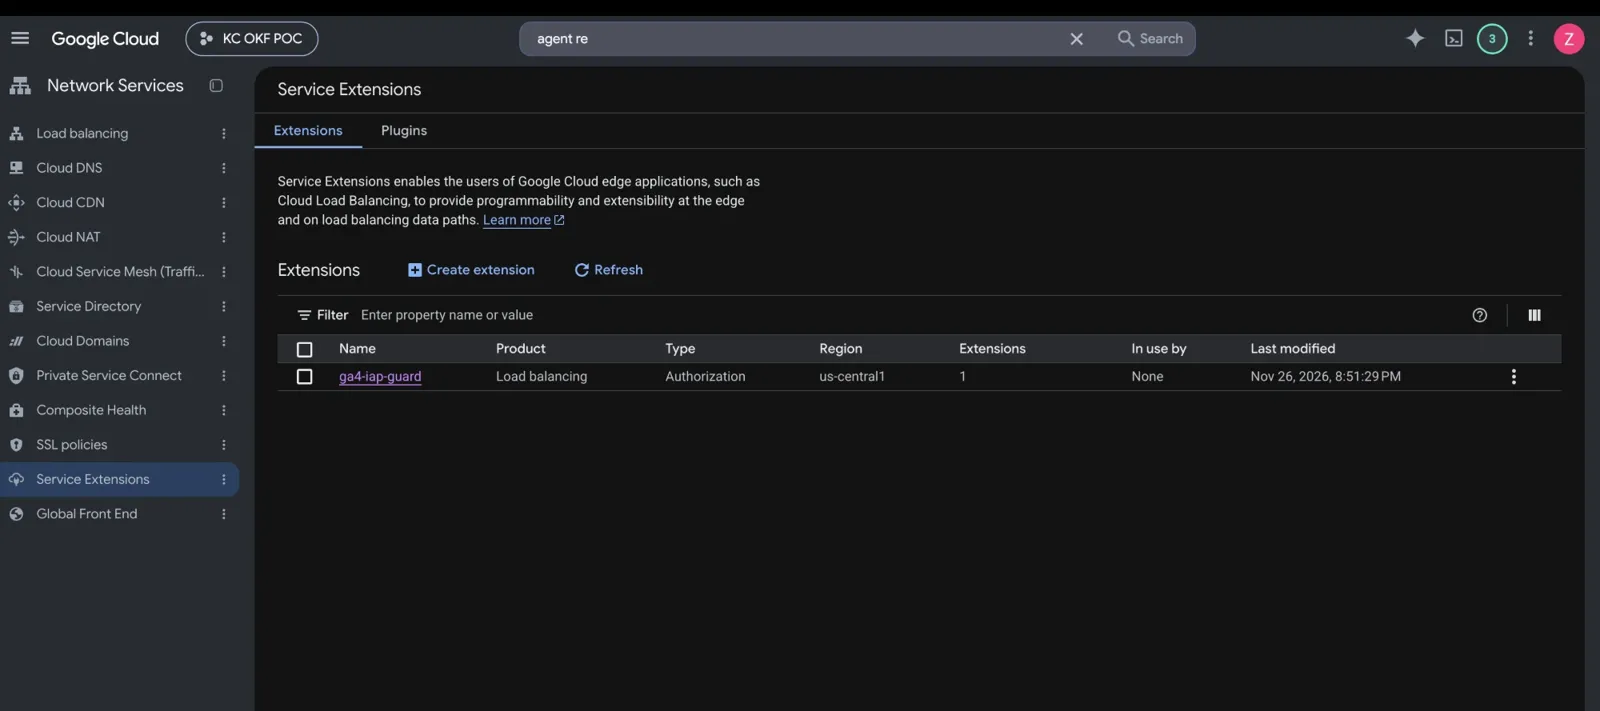 Google Cloud
KC OKF POC
agent re
Search
3
Z
Network Services
Load balancing
Cloud DNS
Cloud CDN
Cloud NAT
Cloud Service Mesh (Traffi...
Service Directory
Cloud Domains
Private Service Connect
Composite Health
SSL policies
Service Extensions
Global Front End
Service Extensions
Extensions Plugins
Service Extensions enables the users of Google Cloud edge applications, such as
Cloud Load Balancing, to provide programmability and extensibility at the edge
and on load balancing data paths. Learn more
Extensions Create extension Refresh
Filter Enter property name or value
Name Product Type Region Extensions In use by Last modified
ga4-iap-guard Load balancing Authorization us-central1 1 None Nov 26, 2026, 8:51:29 PM